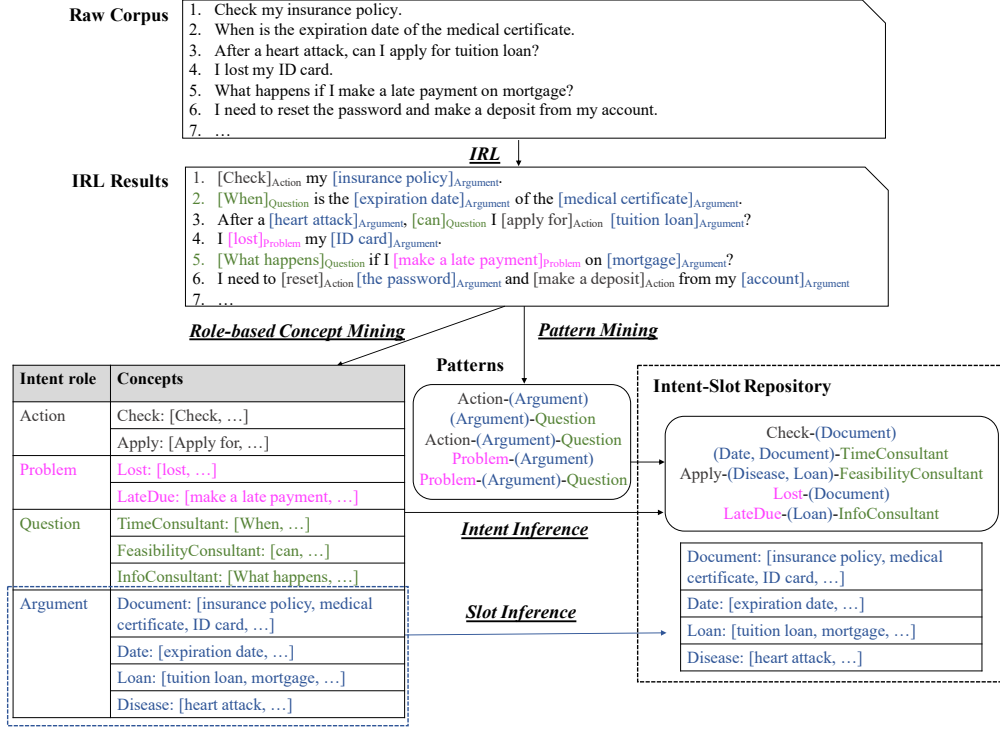 Raw Corpus
1. Check my insurance policy.
2. When is the expiration date of the medical certificate.
3. After a heart attack, can I apply for tuition loan?
4. I lost my ID card.
5. What happens if I make a late payment on mortgage?
6. I need to reset the password and make a deposit from my account.
7. …
IRL
IRL Results
1. [Check]Action my [insurance policy]Argument.
2. [When]Question is the [expiration date]Argument of the [medical certificate]Argument.
3. After a [heart attack]Argument, [can]Question I [apply for]Action [tuition loan]Argument?
4. I [lost]Problem my [ID card]Argument.
5. [What happens]Question if I [make a late payment]Problem on [mortgage]Argument?
6. I need to [reset]Action [the password]Argument and [make a deposit]Action from my [account]Argument
7. …
Role-based Concept Mining
Pattern Mining
Intent role
Concepts
Action
Check: [Check, …]
Apply: [Apply for, …]
Problem
Lost: [lost, …]
LateDue: [make a late payment, …]
Question
TimeConsultant: [When, …]
FeasibilityConsultant: [can, …]
InfoConsultant: [What happens, …]
Argument
Document: [insurance policy, medical
certificate, ID card, …]
Date: [expiration date, …]
Loan: [tuition loan, mortgage, …]
Disease: [heart attack, …]
Patterns
Action-(Argument)
(Argument)-Question
Action-(Argument)-Question
Problem-(Argument)
Problem-(Argument)-Question
Intent Inference
Slot Inference
Intent-Slot Repository
Check-(Document)
(Date, Document)-TimeConsultant
Apply-(Disease, Loan)-FeasibilityConsultant
Lost-(Document)
LateDue-(Loan)-InfoConsultant
Document: [insurance policy, medical
certificate, ID card, …]
Date: [expiration date, …]
Loan: [tuition loan, mortgage, …]
Disease: [heart attack, …]